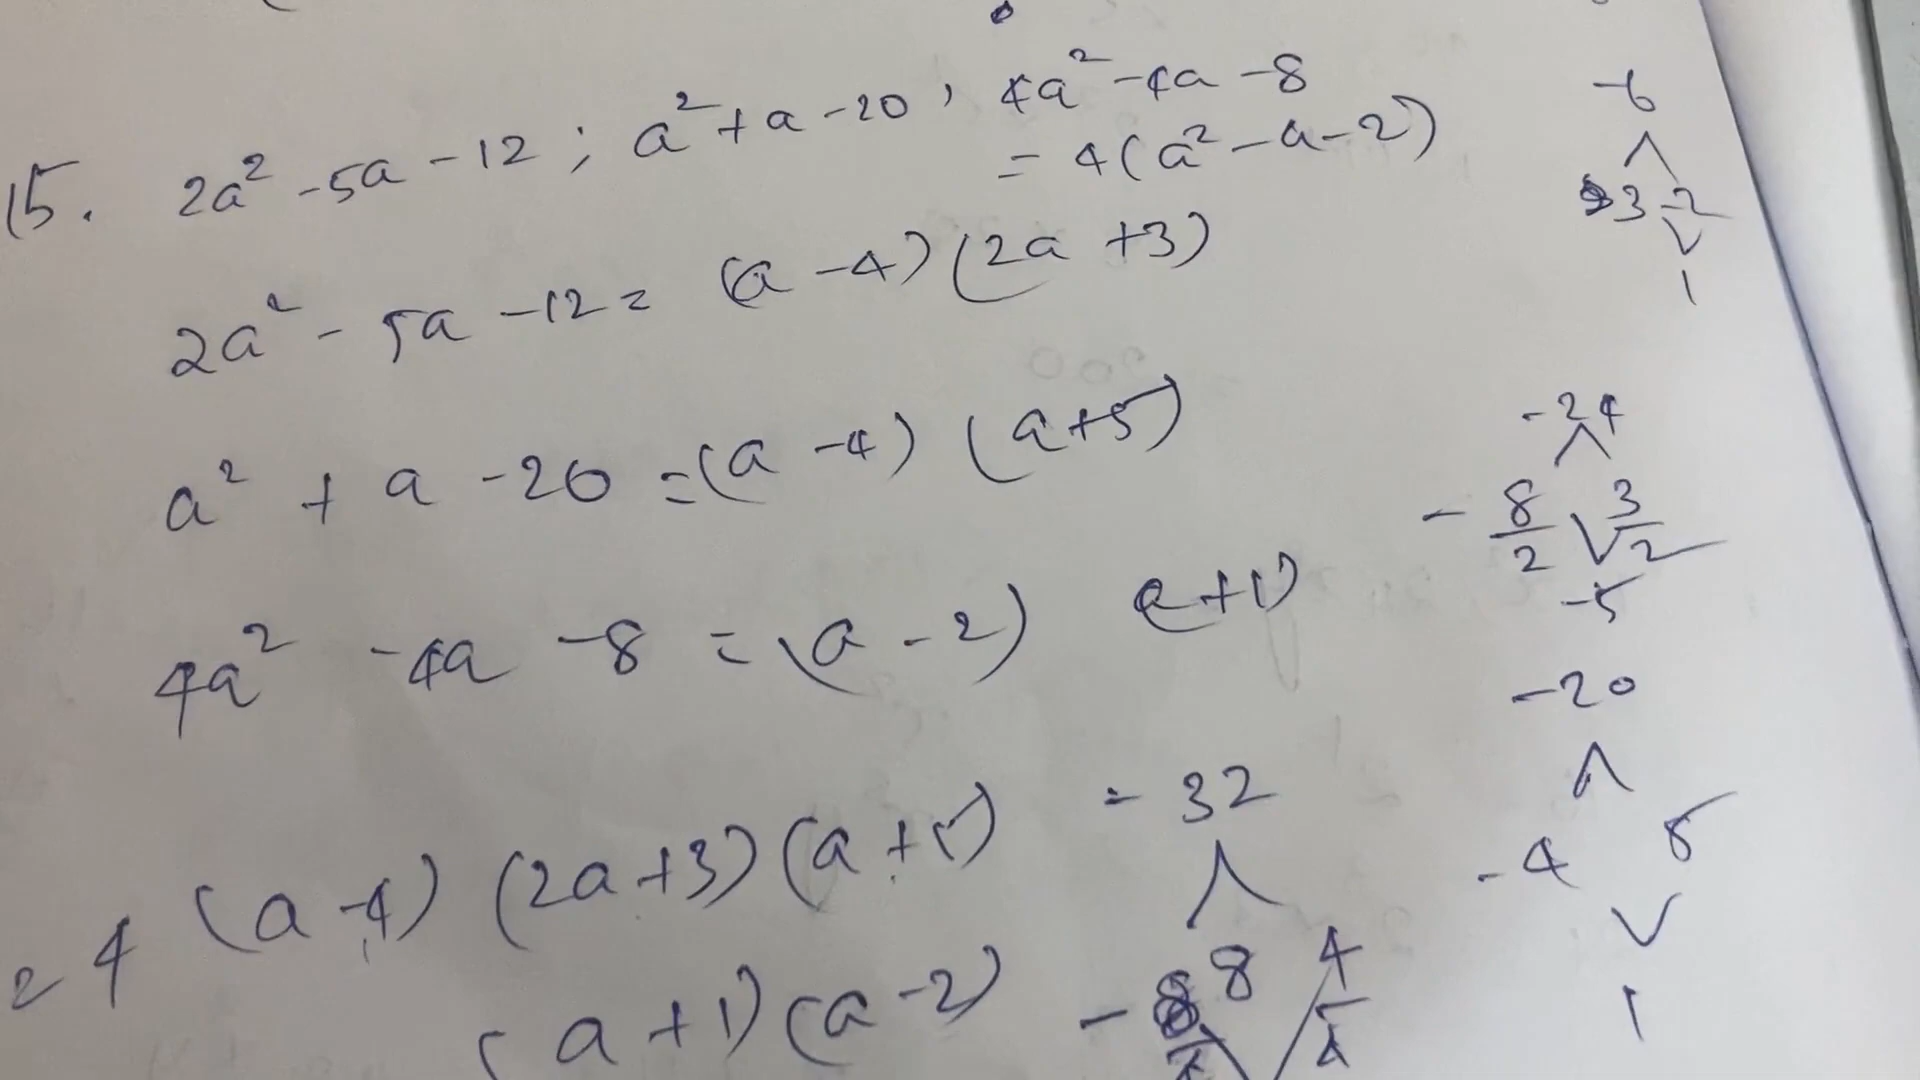 15. 2a² -5a -12 ; a² + a -20 , 4a² -4a -8
= 4(a² -a -2)
2a² - 5a -12 = (a -4)(2a +3)
a² + a -20 = (a -4) (a+5)
4a² -4a -8 = (a - 2) (a+1)
= 4 (a -4) (2a+3)(a +5)
(a +1)(a -2)
-6
3 -2
1
-24
- 8/2 3/2
-5
-20
-4 5
1
- 32
- 8 4